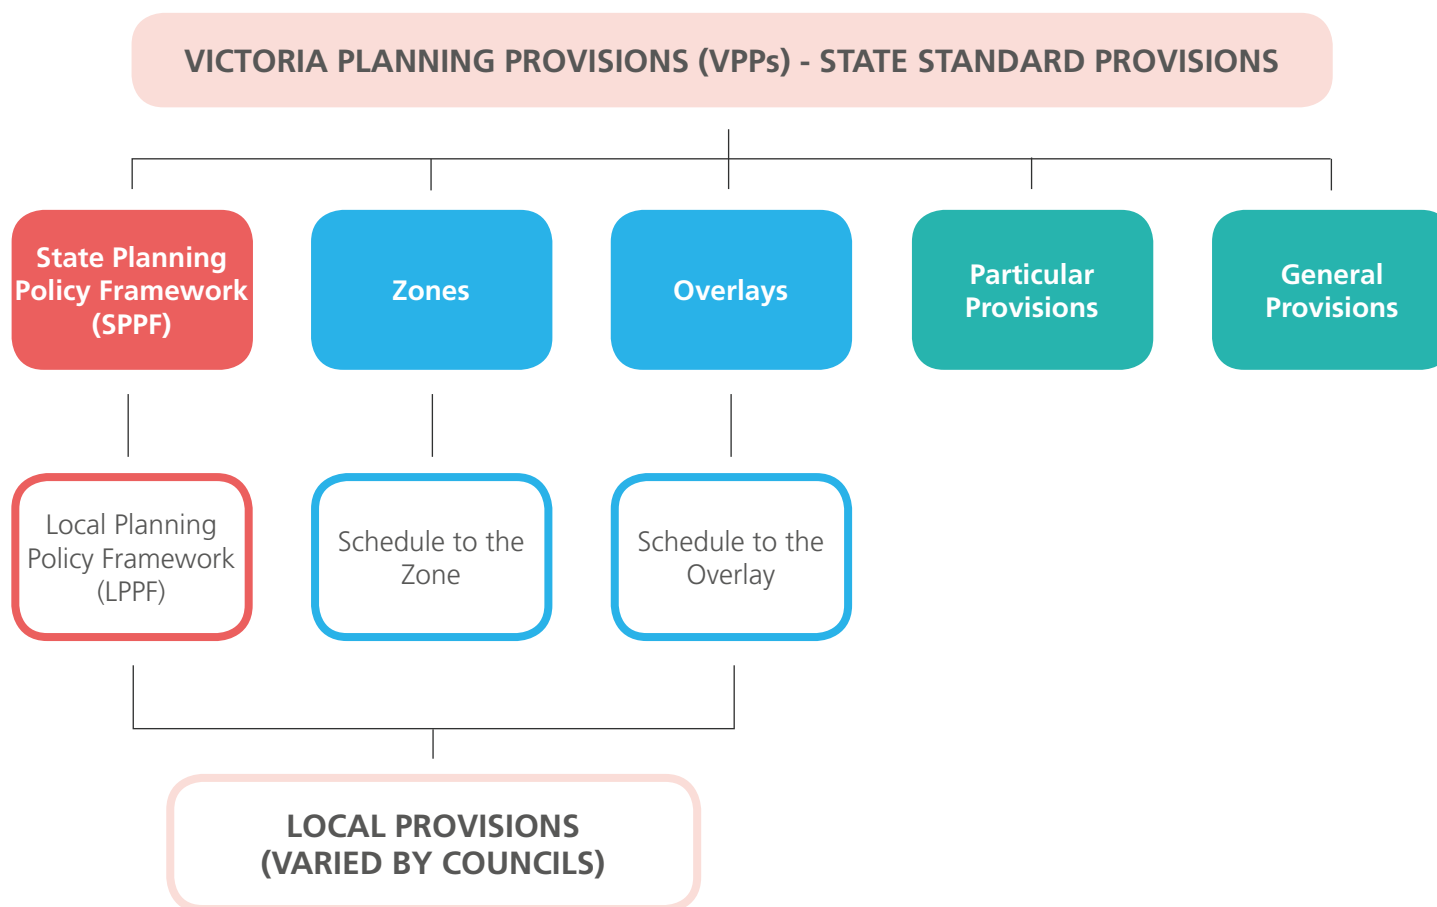 VICTORIA PLANNING PROVISIONS (VPPs) - STATE STANDARD PROVISIONS
State Planning
Policy Framework
(SPPF)
Zones
Overlays
Particular
Provisions
General
Provisions
Local Planning
Policy Framework
(LPPF)
Schedule to the
Zone
Schedule to the
Overlay
LOCAL PROVISIONS
(VARIED BY COUNCILS)